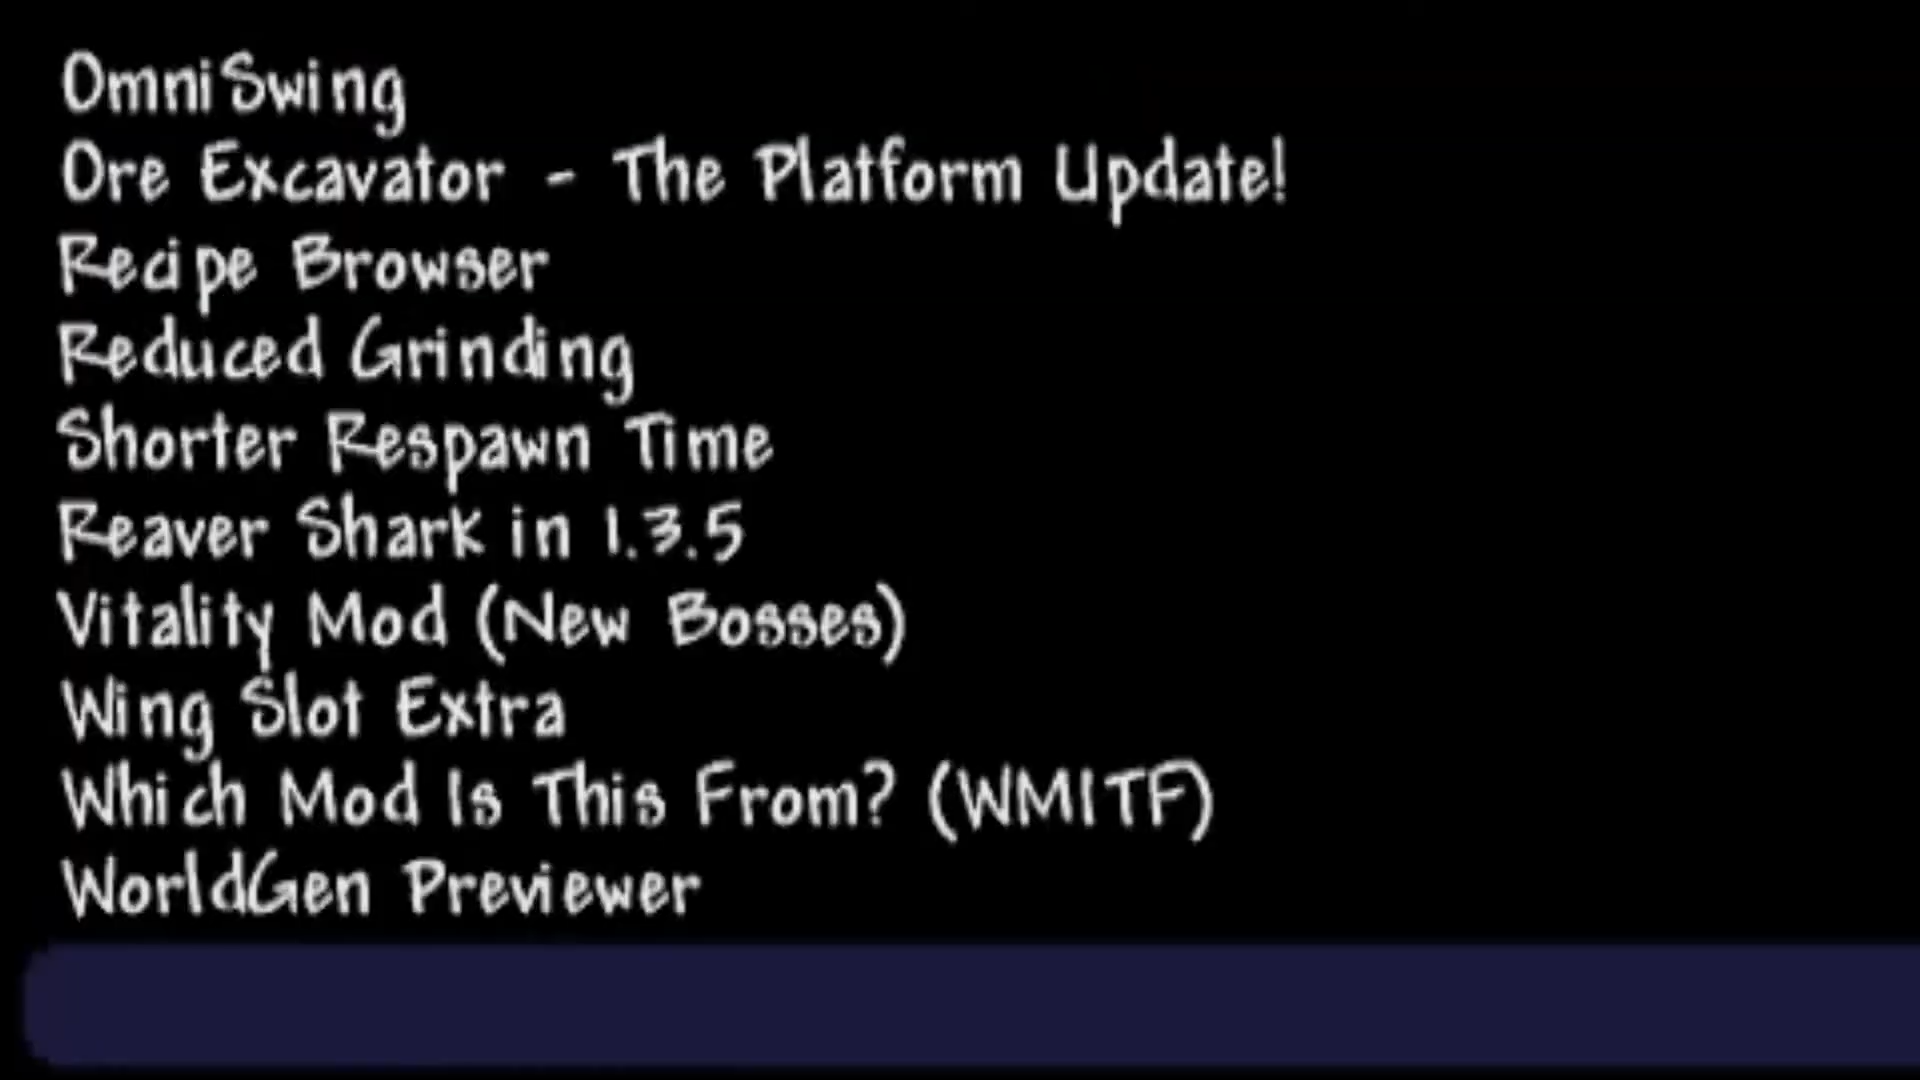 OmniSwing
Ore Excavator - The Platform Update!
Recipe Browser
Reduced Grinding
Shorter Respawn Time
Reaver Shark in 1.3.5
Vitality Mod (New Bosses)
Wing Slot Extra
Which Mod Is This From? (WMITF)
WorldGen Previewer